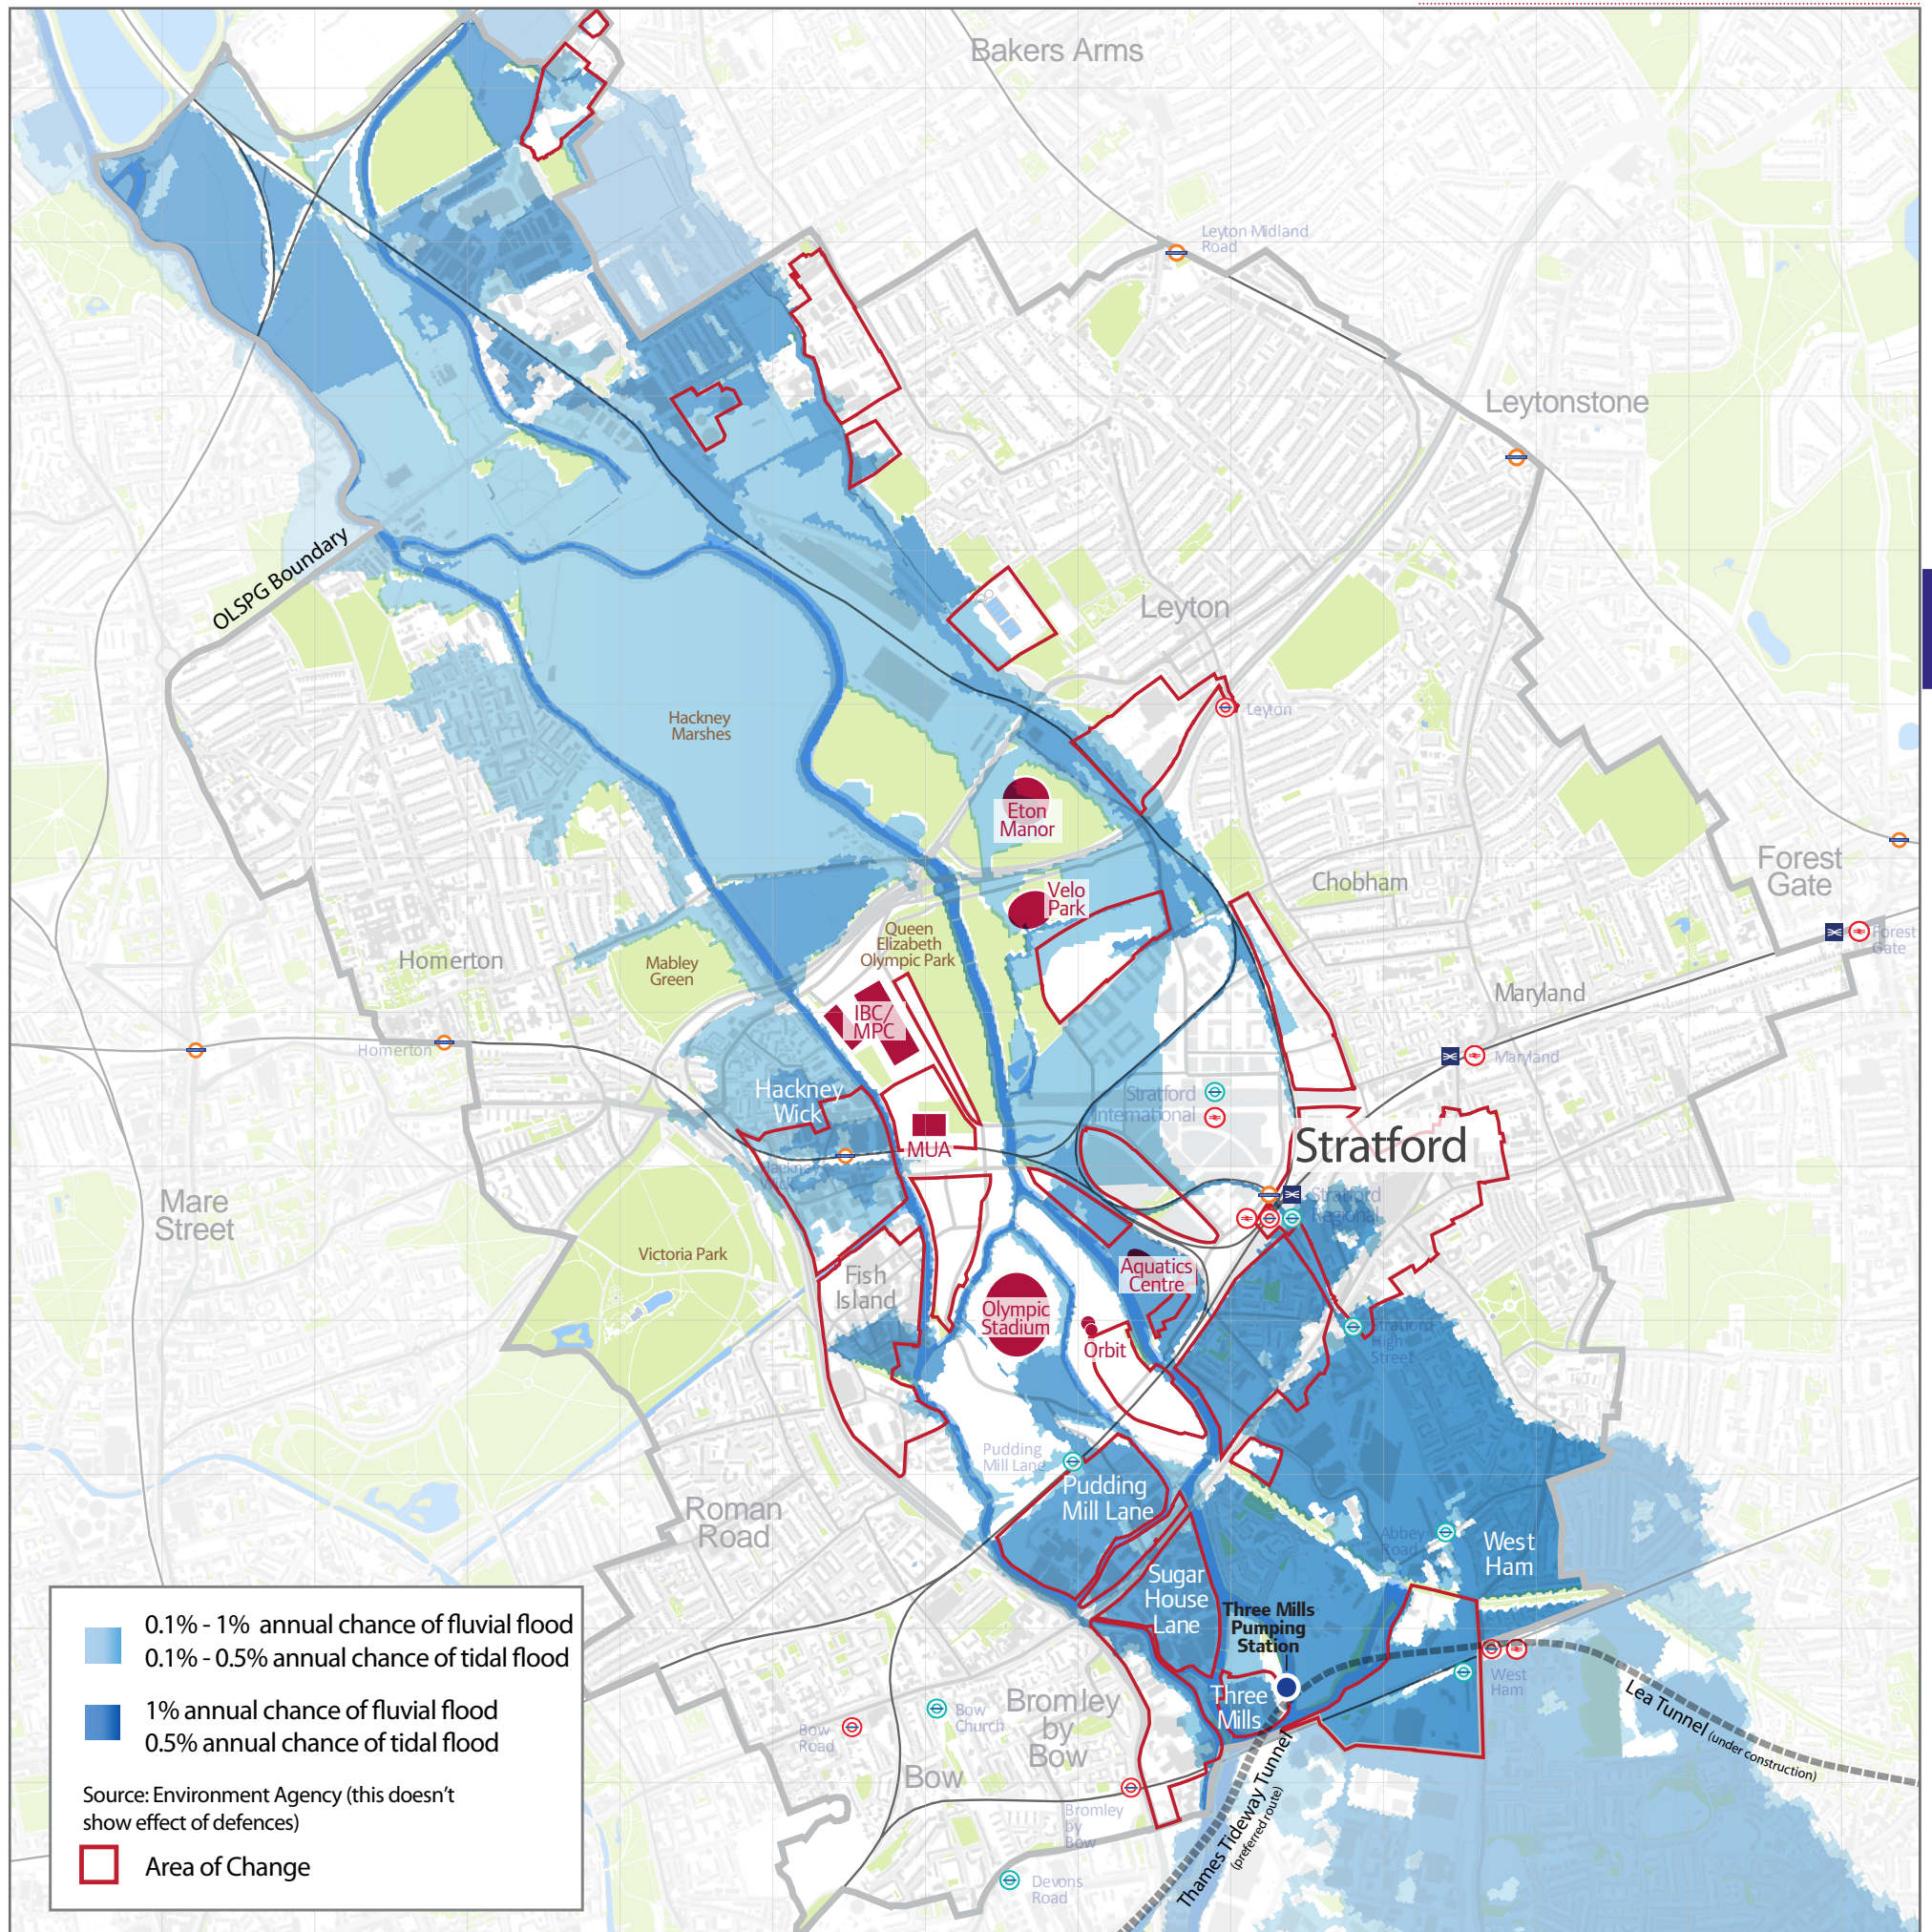 Bakers Arms
Leyton Midland
Road
Leytonstone
OLSPG Boundary
Leyton
Leyton
Hackney
Marshes
Eton
Manor
Forest
Gate
Chobham
Velo
Park
Forest
Gate
Queen
Elizabeth
Olympic Park
Homerton
Mabley
Green
Maryland
IBC/
MPC
Homerton
Maryland
Hackney
Wick
Stratford
International
MUA
Stratford
Hackney
Wick
Mare
Street
Stratford
Regional
Victoria Park
Fish
Island
Aquatics
Centre
Olympic
Stadium
Orbit
Stratford
High
Street
Pudding
Mill Lane
Pudding
Mill Lane
Roman
Road
Abbey
Road
West
Ham
Sugar
House
Lane
Three Mills
Pumping
Station
West
Ham
Three
Mills
Lea Tunnel (under construction)
Bromley
by
Bow
Bow
Church
Bow
Road
Bow
Bromley
by
Bow
Thames Tideway Tunnel
(preferred route)
Devons
Road
0.1% - 1% annual chance of fluvial flood
0.1% - 0.5% annual chance of tidal flood
1% annual chance of fluvial flood
0.5% annual chance of tidal flood
Source: Environment Agency (this doesn't
show effect of defences)
Area of Change